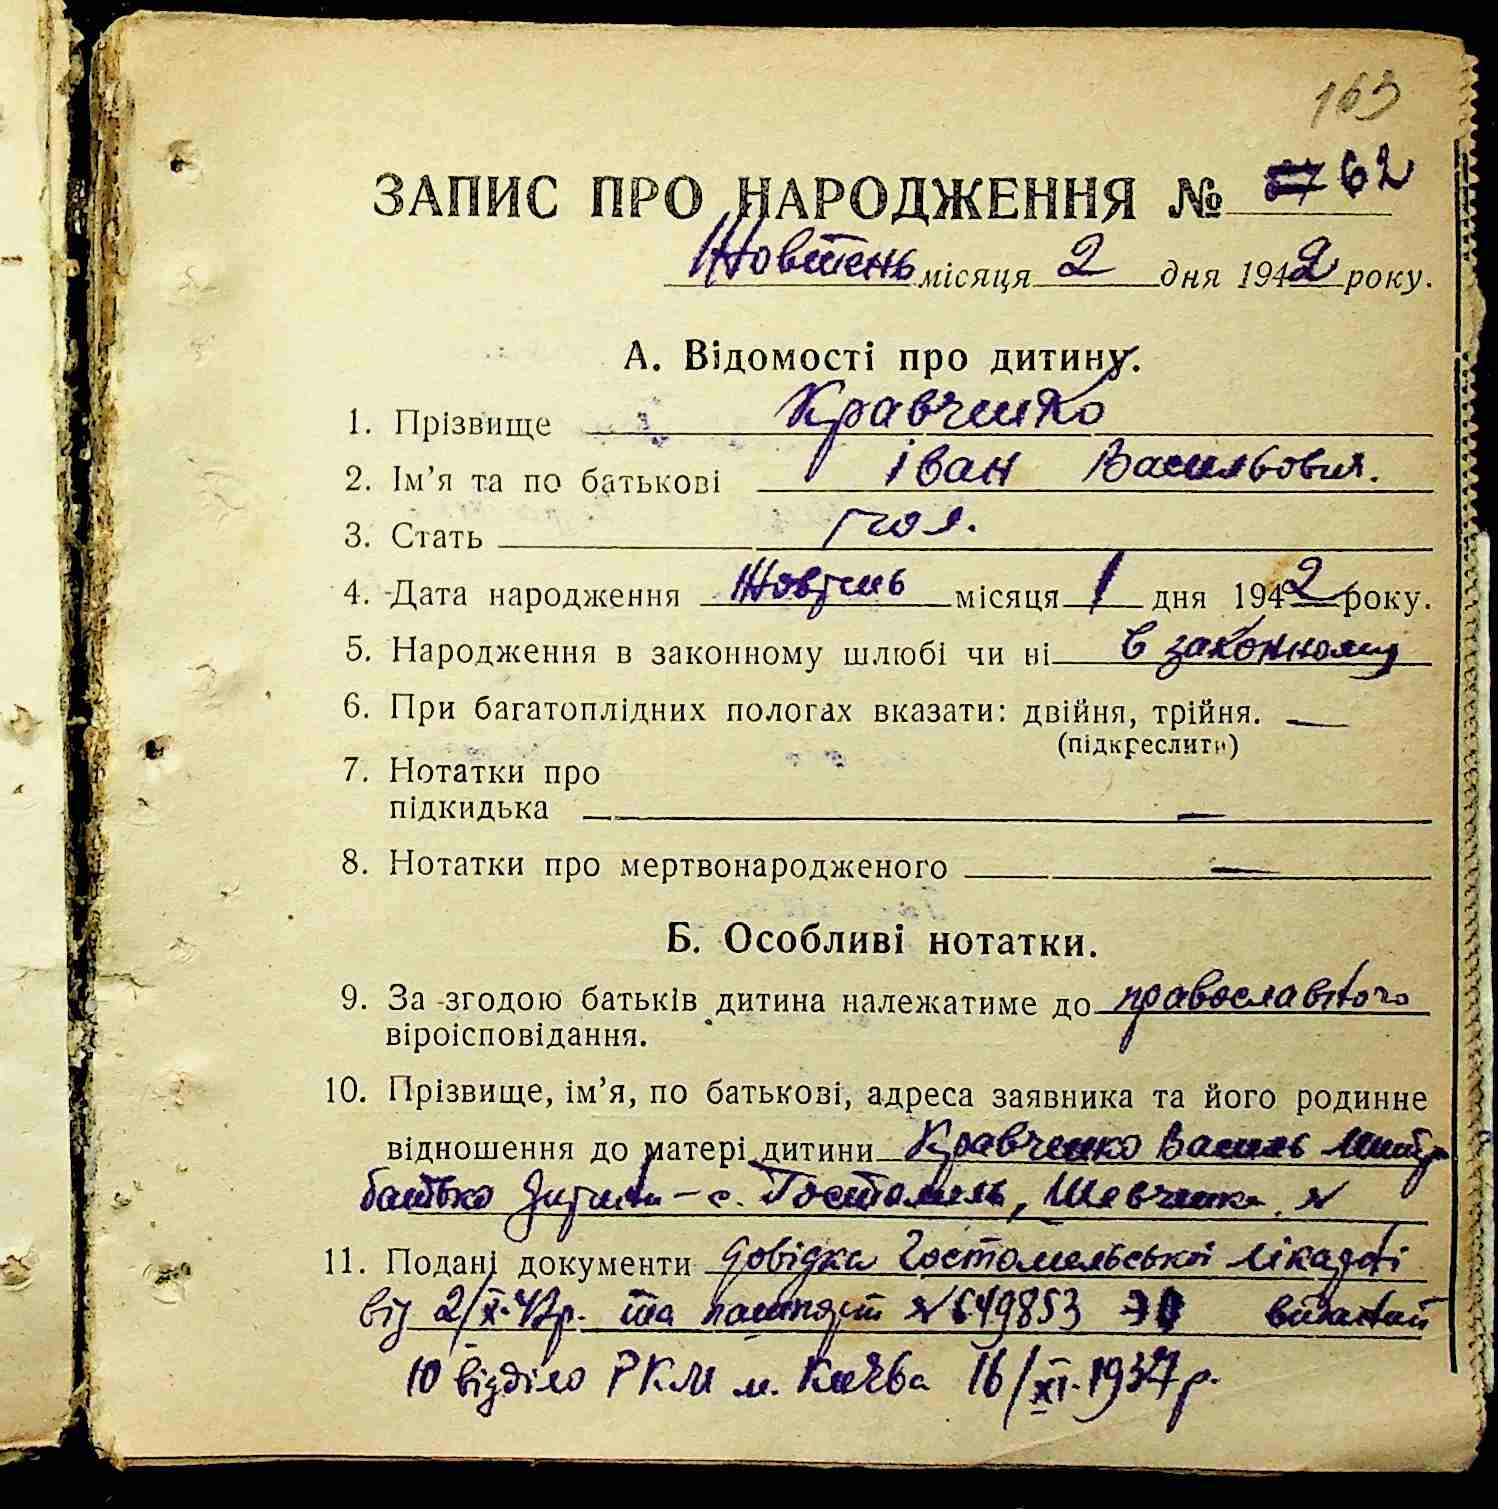 163
ЗАПИС ПРО НАРОДЖЕННЯ № 62
Жовтень місяця 2 дня 1942 року.
А. Відомості про дитину.
1. Прізвище Кравченко
2. Ім’я та по батькові Іван Васильович.
3. Стать чол.
4. Дата народження Жовтень місяця 1 дня 1942 року.
5. Народження в законному шлюбі чи ні в законному
6. При багатоплідних пологах вказати: двійня, трійня. —
(підкреслити)
7. Нотатки про
підкидька —
8. Нотатки про мертвонародженого —
Б. Особливі нотатки.
9. За згодою батьків дитина належатиме до православного
віроісповідання.
10. Прізвище, ім’я, по батькові, адреса заявника та його родинне
відношення до матері дитини Кравченко Василь
батько дитини – с. Гостомель, Шевченка №
11. Подані документи довідка Гостомельської лікарні
від 2/X-42р. та пашпорт № 649853 виданий
10 відділо РКМ м. Києва 16/XI-1937 р.